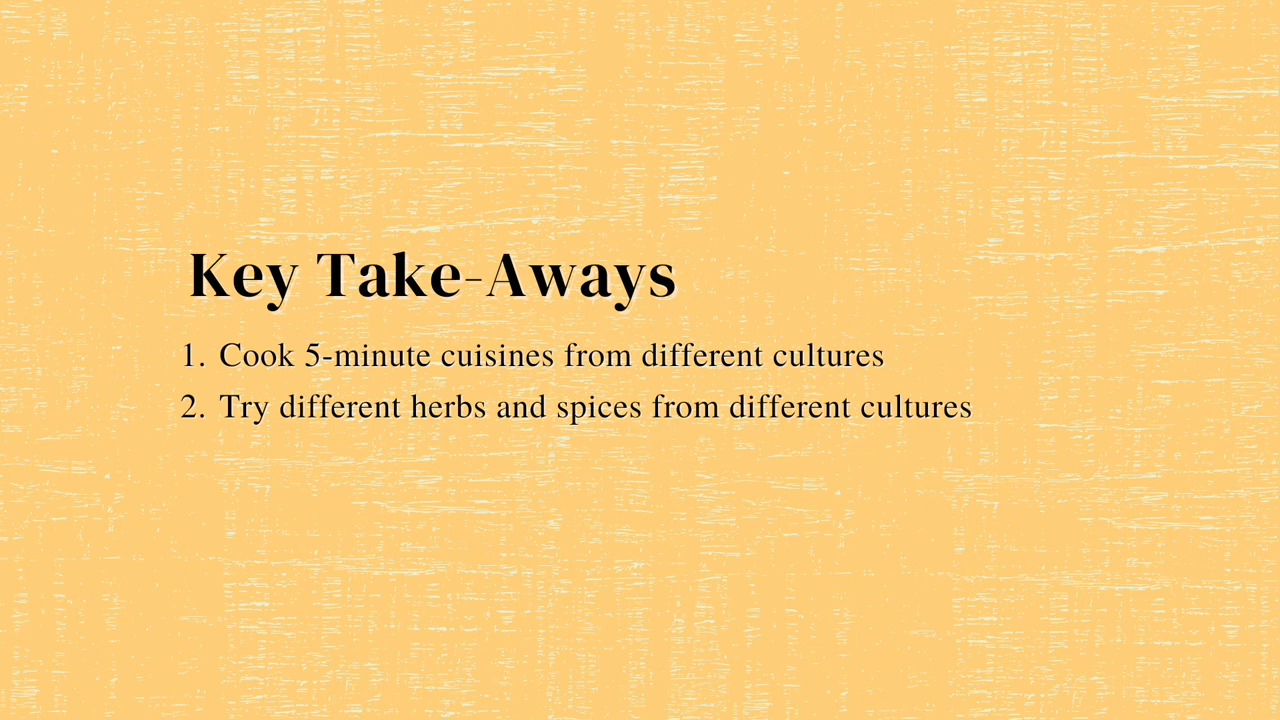 Key Take-Aways
1. Cook 5-minute cuisines from different cultures
2. Try different herbs and spices from different cultures